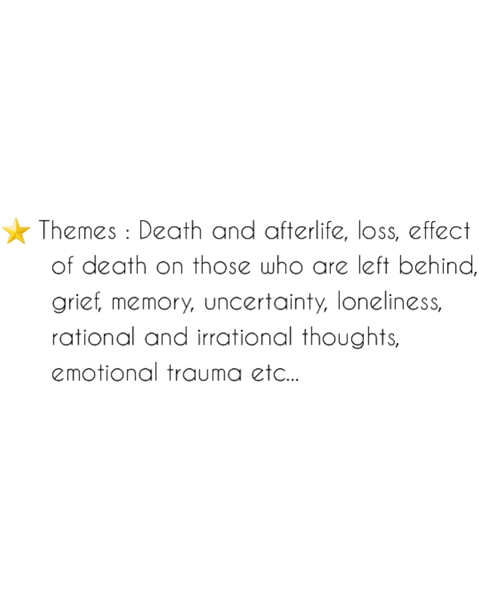 ⭐ Themes : Death and afterlife, loss, effect
of death on those who are left behind,
grief, memory, uncertainty, loneliness,
rational and irrational thoughts,
emotional trauma etc...